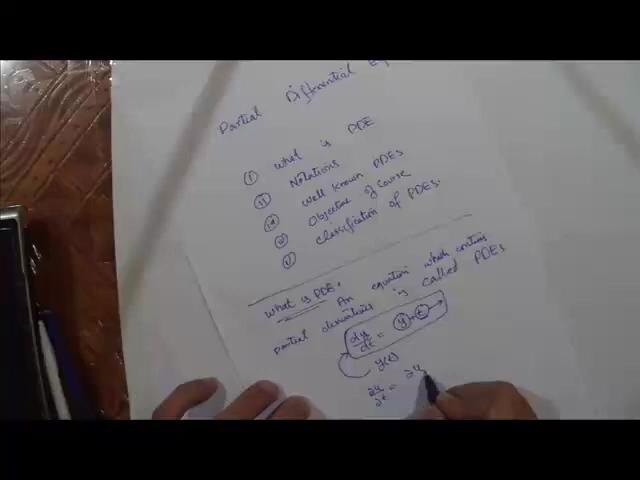 Partial Differential Eq
(i) What is PDE
(ii) Notations
(iii) Well known PDEs
(iv) Objective of Course
(v) Classification of PDEs.
What is PDE. An equation which contains
partial derivatives is called PDEs
dy/dt = y + t
y(t)
∂u/∂t = ∂u